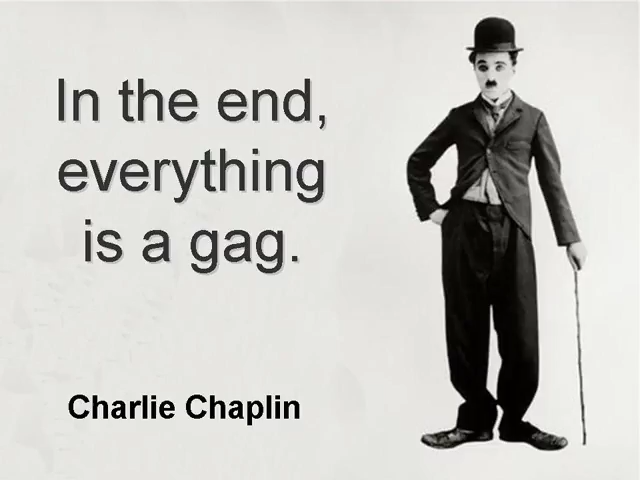 In the end,
everything
is a gag.
Charlie Chaplin